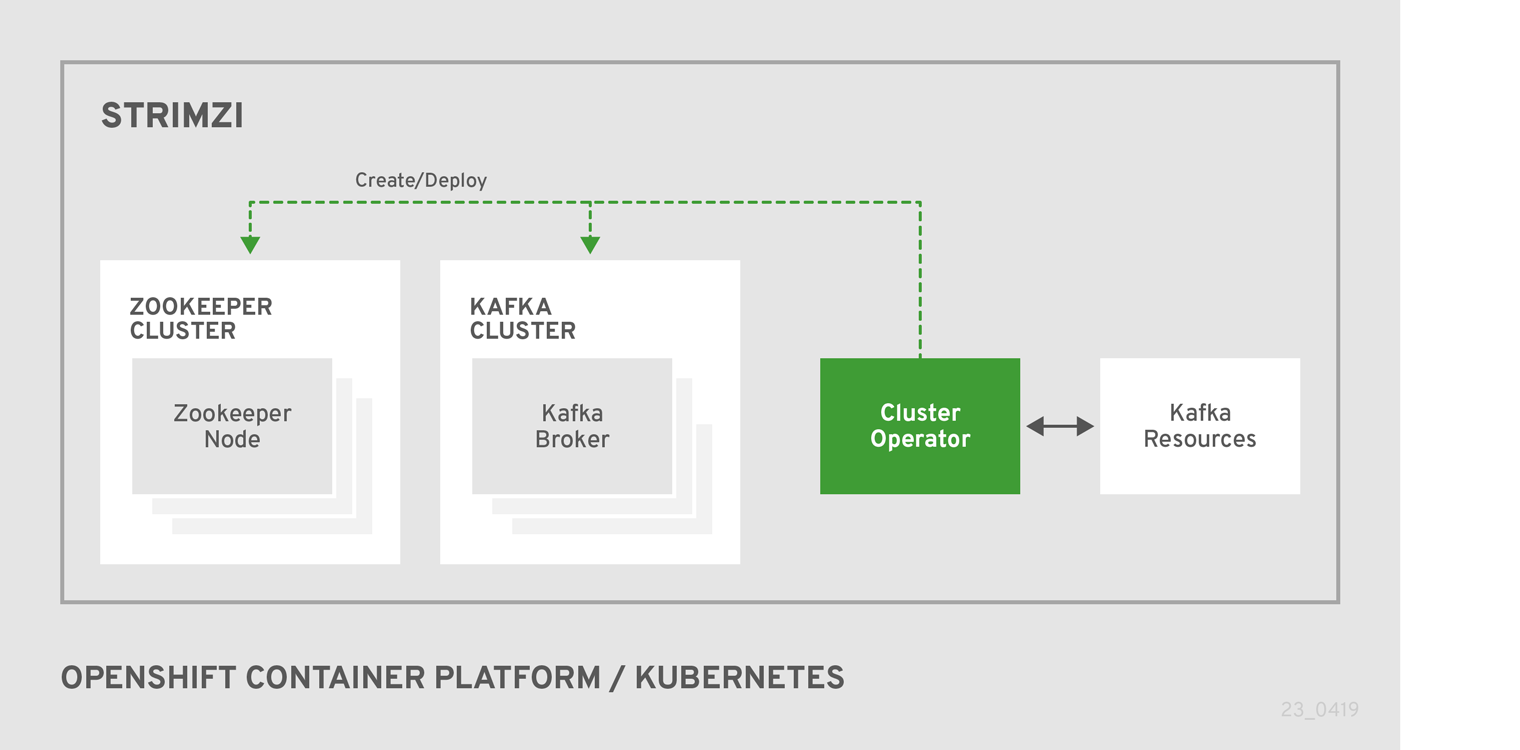 STRIMZI
Create/Deploy
ZOOKEEPER
CLUSTER
Zookeeper
Node
KAFKA
CLUSTER
Kafka
Broker
Cluster
Operator
Kafka
Resources
OPENSHIFT CONTAINER PLATFORM / KUBERNETES
23_0419